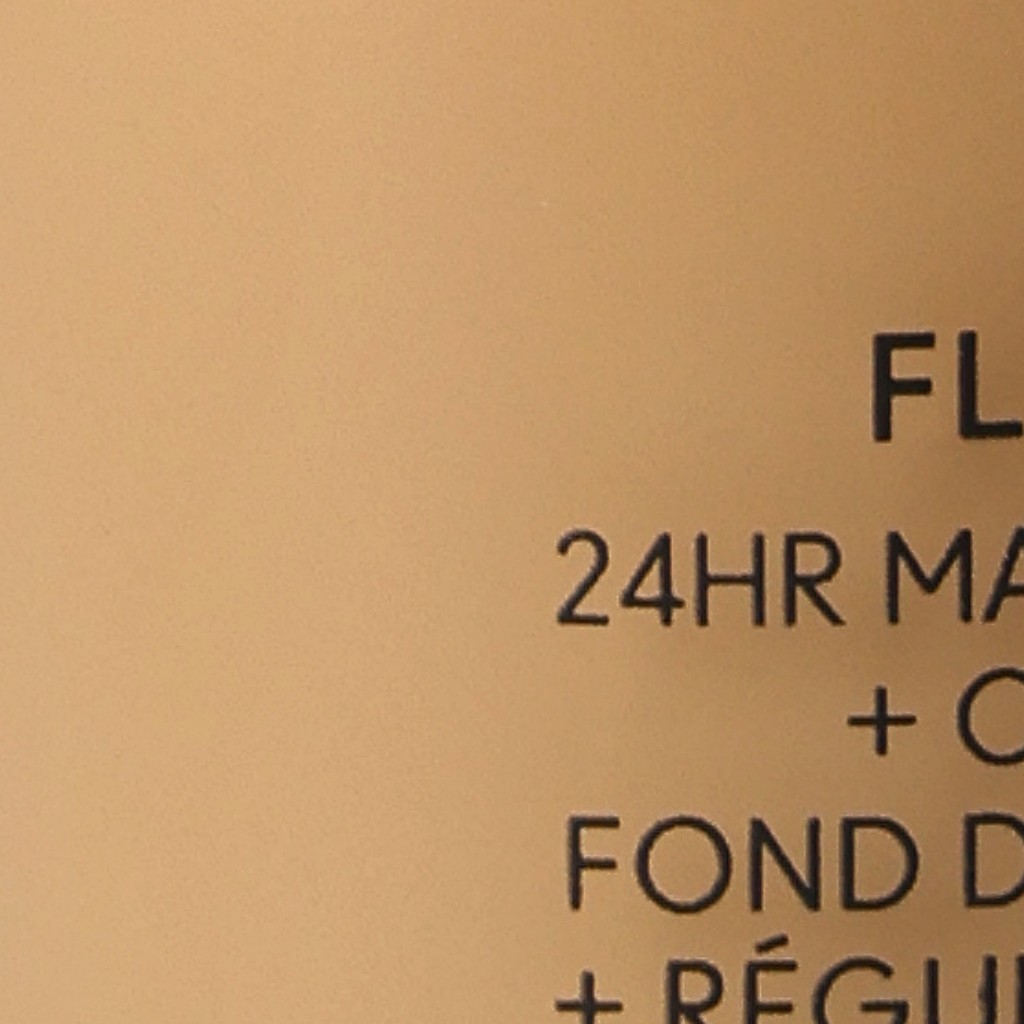 FL
24HR MA
+ O
FOND D
+ RÉGU